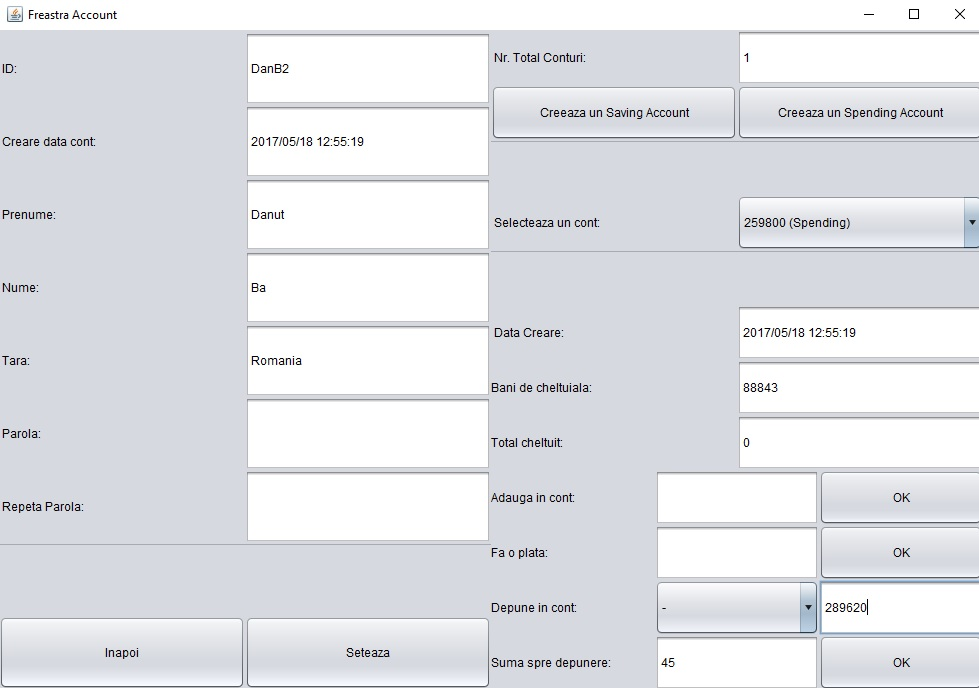 Freastra Account
ID:
DanB2
Creare data cont:
2017/05/18 12:55:19
Prenume:
Danut
Nume:
Ba
Tara:
Romania
Parola:
Repeta Parola:
Inapoi
Seteaza
Nr. Total Conturi:
1
Creeaza un Saving Account
Creeaza un Spending Account
Selecteaza un cont:
259800 (Spending)
Data Creare:
2017/05/18 12:55:19
Bani de cheltuiala:
88843
Total cheltuit:
0
Adauga in cont:
OK
Fa o plata:
OK
Depune in cont:
-
289620
Suma spre depunere:
45
OK